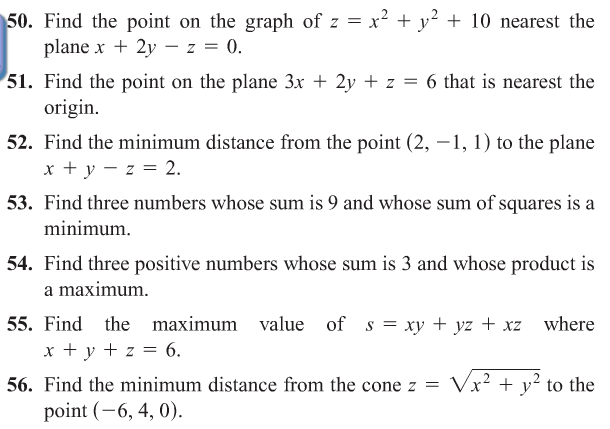 50. Find the point on the graph of z = x² + y² + 10 nearest the
plane x + 2y − z = 0.
51. Find the point on the plane 3x + 2y + z = 6 that is nearest the
origin.
52. Find the minimum distance from the point (2, −1, 1) to the plane
x + y − z = 2.
53. Find three numbers whose sum is 9 and whose sum of squares is a
minimum.
54. Find three positive numbers whose sum is 3 and whose product is
a maximum.
55. Find the maximum value of s = xy + yz + xz where
x + y + z = 6.
56. Find the minimum distance from the cone z = √(x² + y²) to the
point (−6, 4, 0).